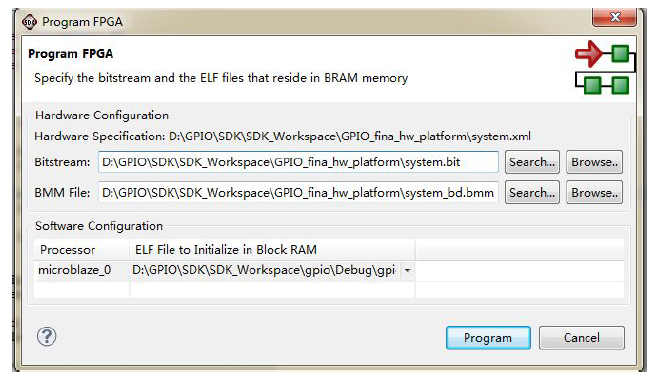 SDK Program FPGA
Program FPGA
Specify the bitstream and the ELF files that reside in BRAM memory
Hardware Configuration
Hardware Specification: D:\GPIO\SDK\SDK_Workspace\GPIO_fina_hw_platform\system.xml
Bitstream: D:\GPIO\SDK\SDK_Workspace\GPIO_fina_hw_platform\system.bit Search... Browse..
BMM File: D:\GPIO\SDK\SDK_Workspace\GPIO_fina_hw_platform\system_bd.bmm Search... Browse..
Software Configuration
Processor ELF File to Initialize in Block RAM
microblaze_0 D:\GPIO\SDK\SDK_Workspace\gpio\Debug\gpi
Program Cancel